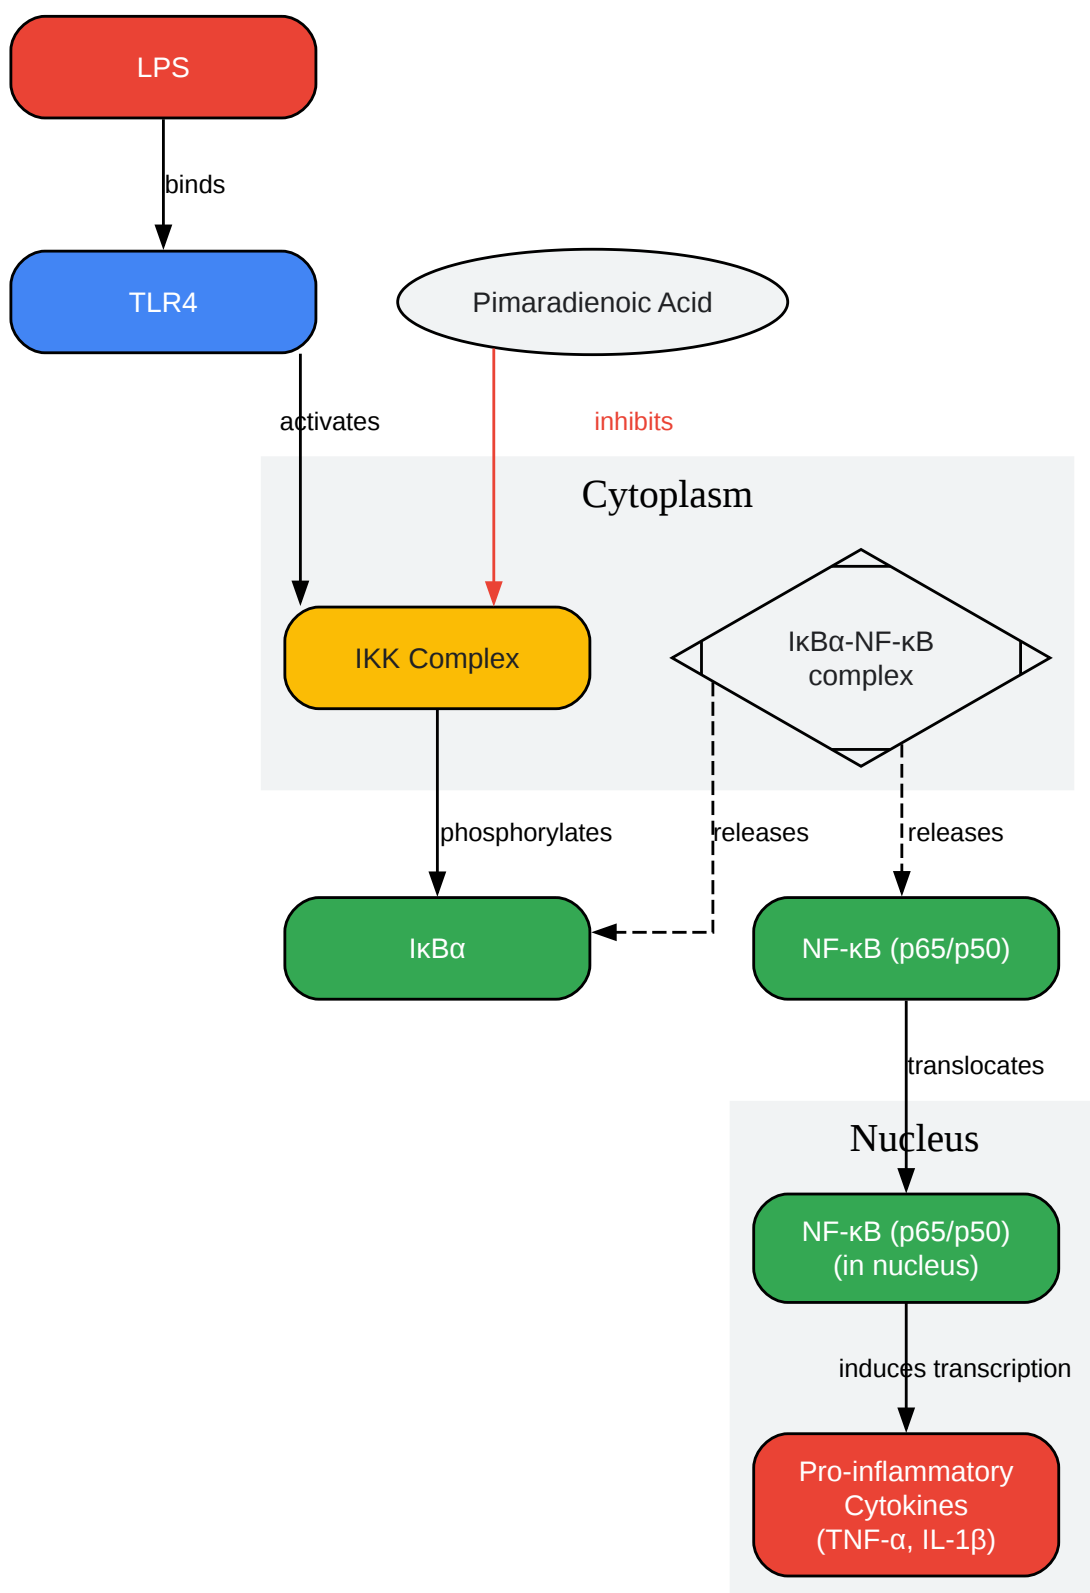 LPS
binds
TLR4
Pimaradienoic Acid
activates
inhibits
Cytoplasm
IKK Complex
IκBα-NF-κB
complex
phosphorylates
releases
releases
IκBα
NF-κB (p65/p50)
translocates
Nucleus
NF-κB (p65/p50)
(in nucleus)
induces transcription
Pro-inflammatory
Cytokines
(TNF-α, IL-1β)